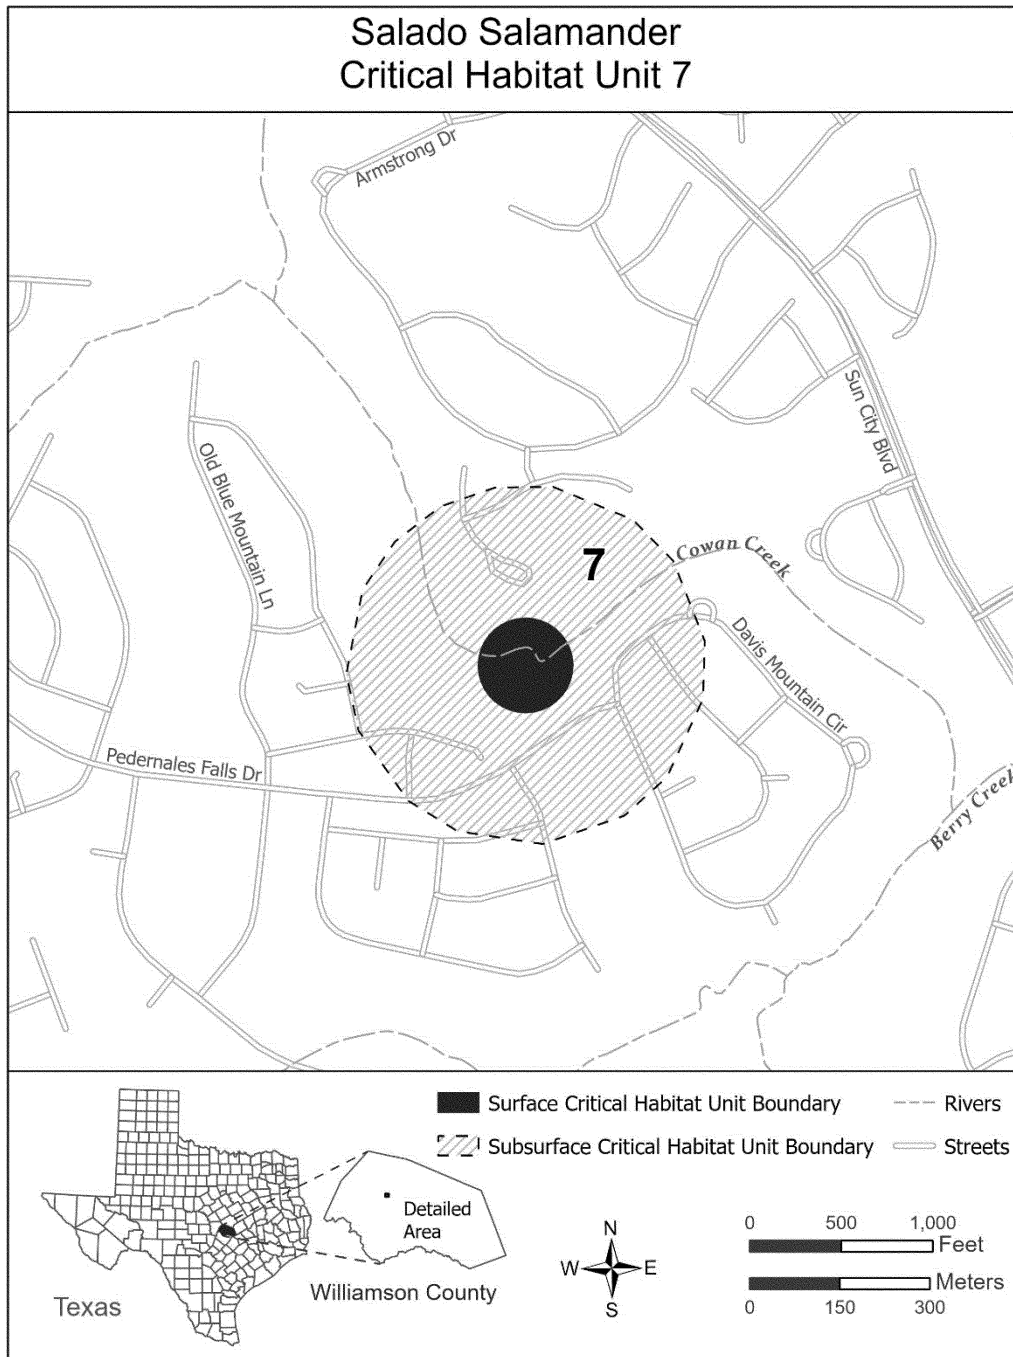 Salado Salamander
Critical Habitat Unit 7
Armstrong Dr
Sun City Blvd
Old Blue Mountain Ln
7
Cowan Creek
Davis Mountain Cir
Pedernales Falls Dr
Berry Creek
Surface Critical Habitat Unit Boundary
Rivers
Subsurface Critical Habitat Unit Boundary
Streets
Detailed
Area
Williamson County
Texas
N
W
E
S
0 500 1,000
Feet
Meters
0 150 300